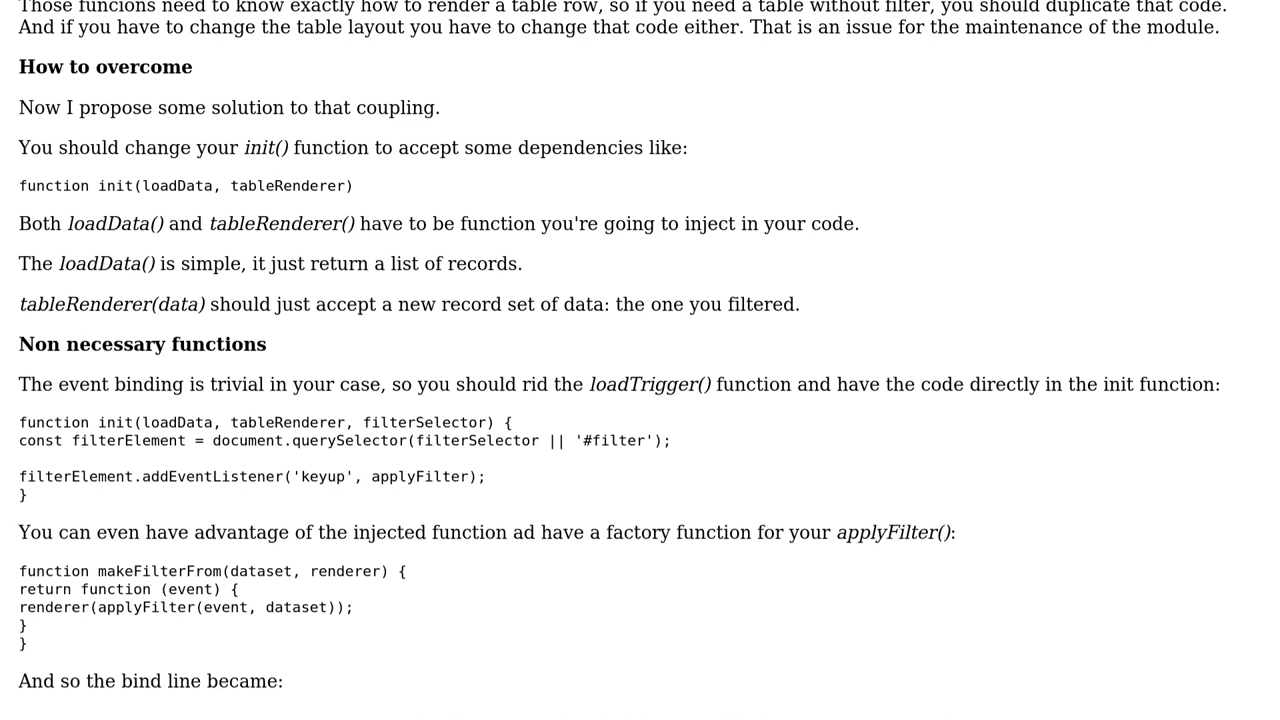 Those funcions need to know exactly how to render a table row, so if you need a table without filter, you should duplicate that code.
And if you have to change the table layout you have to change that code either. That is an issue for the maintenance of the module.
How to overcome
Now I propose some solution to that coupling.
You should change your init() function to accept some dependencies like:
function init(loadData, tableRenderer)
Both loadData() and tableRenderer() have to be function you're going to inject in your code.
The loadData() is simple, it just return a list of records.
tableRenderer(data) should just accept a new record set of data: the one you filtered.
Non necessary functions
The event binding is trivial in your case, so you should rid the loadTrigger() function and have the code directly in the init function:
function init(loadData, tableRenderer, filterSelector) {
const filterElement = document.querySelector(filterSelector || '#filter');
filterElement.addEventListener('keyup', applyFilter);
}
You can even have advantage of the injected function ad have a factory function for your applyFilter():
function makeFilterFrom(dataset, renderer) {
return function (event) {
renderer(applyFilter(event, dataset));
}
}
And so the bind line became: